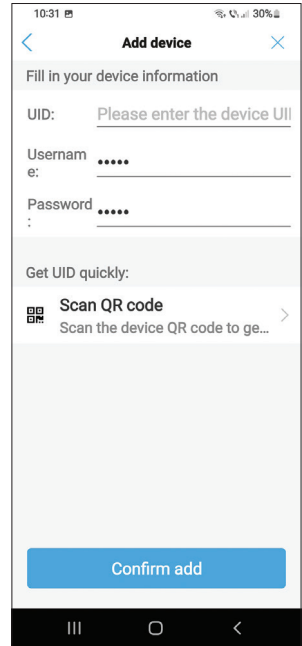 10:31 30%
Add device
Fill in your device information
UID: Please enter the device UI
Usernam
e: •••••
Password
: •••••
Get UID quickly:
Scan QR code
Scan the device QR code to ge...
Confirm add